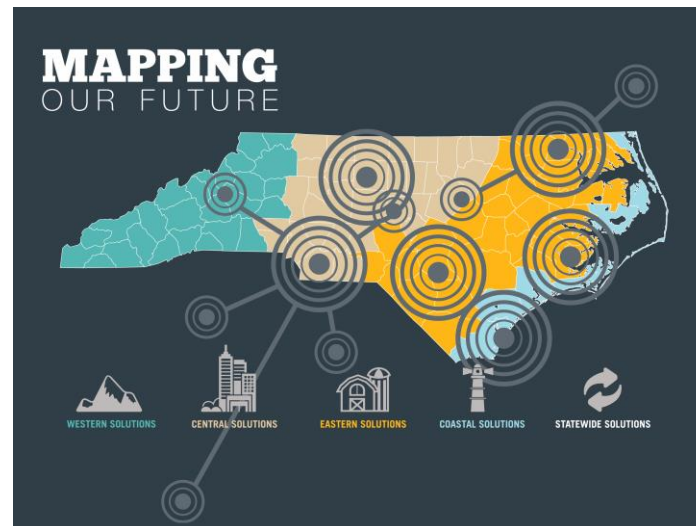 MAPPING
OUR FUTURE
WESTERN SOLUTIONS
CENTRAL SOLUTIONS
EASTERN SOLUTIONS
COASTAL SOLUTIONS
STATEWIDE SOLUTIONS